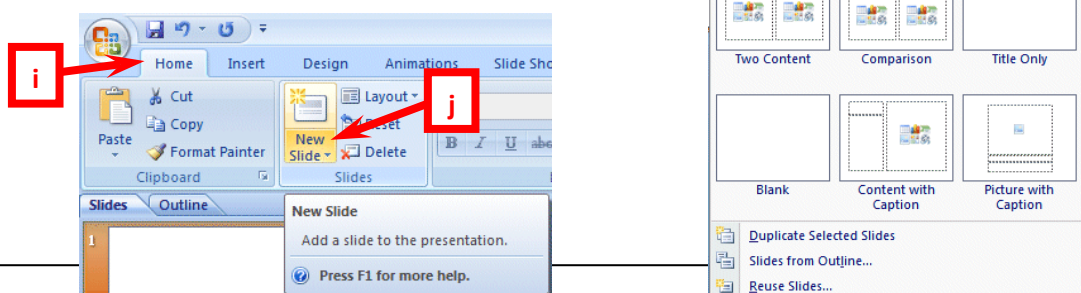 i
Home Insert Design Animations Slide Sho
Cut
Copy
Format Painter
Paste
Clipboard
New
Slide
Layout
Reset
Delete
Slides
j
B I U abc
Slides Outline
1
New Slide
Add a slide to the presentation.
Press F1 for more help.
Two Content Comparison Title Only
Blank
Content with
Caption
Picture with
Caption
Duplicate Selected Slides
Slides from Outline...
Reuse Slides...